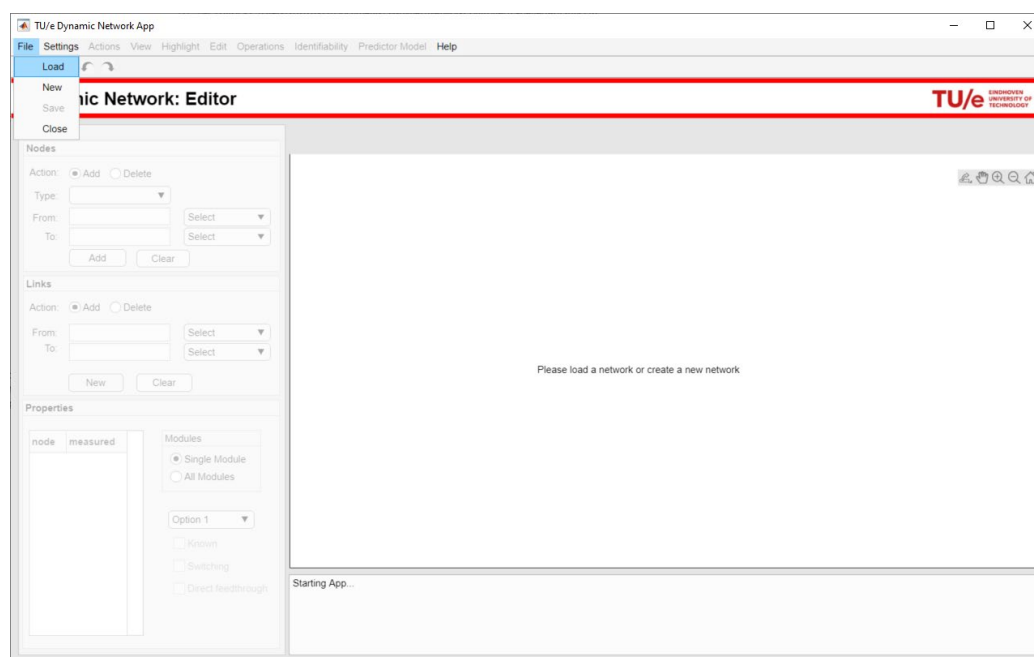 TU/e Dynamic Network App
File Settings Actions View Highlight Edit Operations Identifiability Predictor Model Help
Load
New
Save
Close
ic Network: Editor
TU/e EINDHOVEN UNIVERSITY OF TECHNOLOGY
Nodes
Action: Add Delete
Type:
From: Select
To: Select
Add Clear
Links
Action: Add Delete
From: Select
To: Select
New Clear
Properties
node measured
Modules
Single Module
All Modules
Option 1
Known
Switching
Direct feedthrough
Please load a network or create a new network
Starting App...